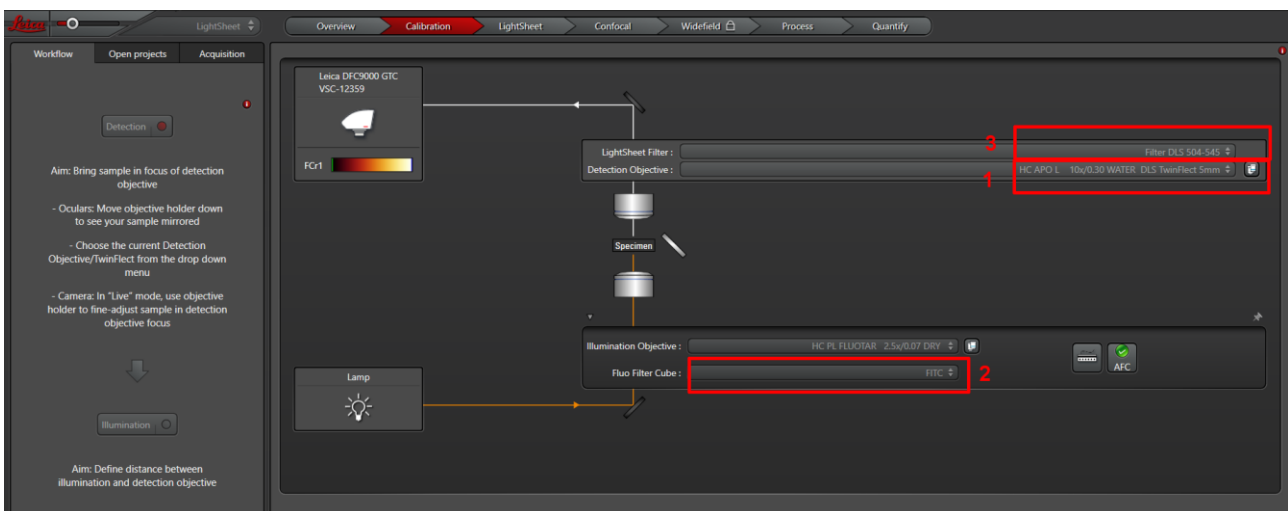 Leica
LightSheet
Overview
Calibration
LightSheet
Confocal
Widefield
Process
Quantify
Workflow
Open projects
Acquisition
Detection
Aim: Bring sample in focus of detection
objective
- Oculars: Move objective holder down
to see your sample mirrored
- Choose the current Detection
Objective/TwinFlect from the drop down
menu
- Camera: In "Live" mode, use objective
holder to fine-adjust sample in detection
objective focus
Illumination
Aim: Define distance between
illumination and detection objective
Leica DFC9000 GTC
VSC-12359
FCr1
LightSheet Filter :
Filter DLS 504-545
3
Detection Objective :
HC APO L 10x/0.30 WATER DLS TwinFlect 5mm
1
Specimen
Illumination Objective :
HC PL FLUOTAR 2.5x/0.07 DRY
Fluo Filter Cube :
FITC
2
AFC
Lamp